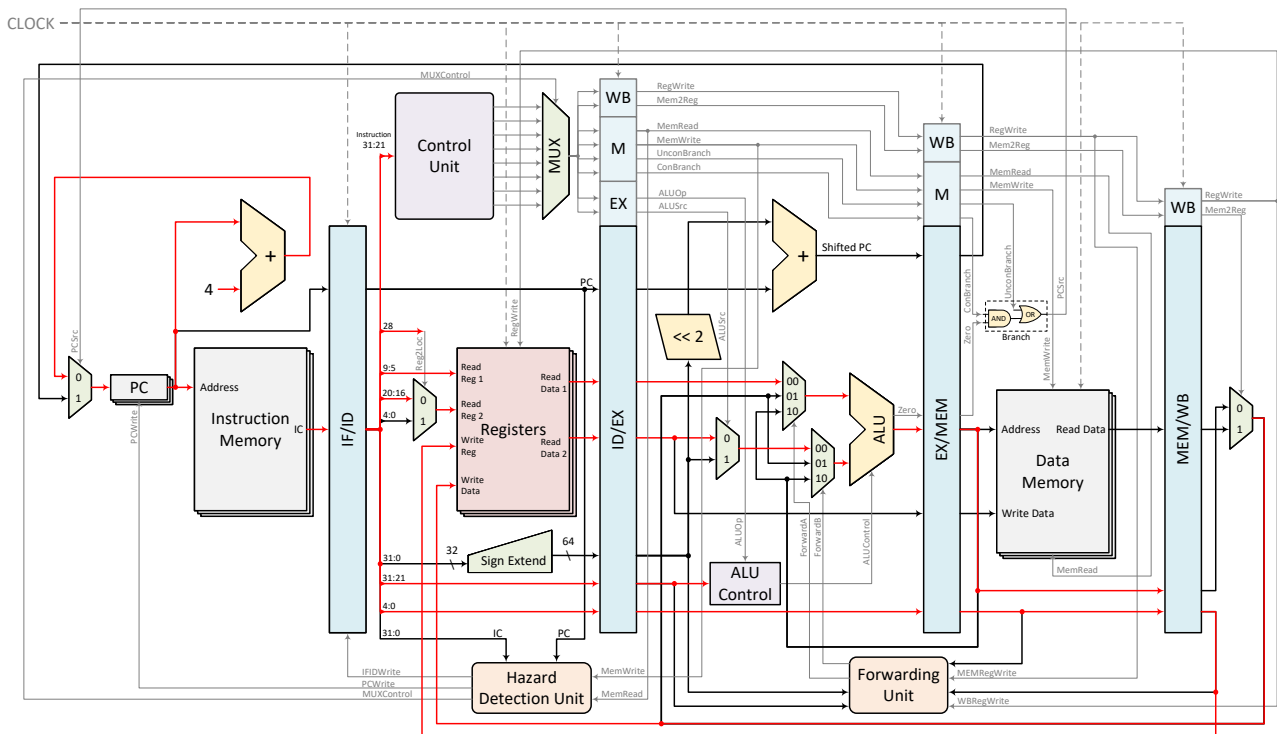 CLOCK
MUXControl
Instruction
31:21
Control
Unit
MUX
WB
M
EX
RegWrite
Mem2Reg
MemRead
MemWrite
UnconBranch
ConBranch
ALUOp
ALUSrc
WB
M
RegWrite
Mem2Reg
MemRead
MemWrite
WB
RegWrite
Mem2Reg
+
4
PC
+
Shifted PC
ConBranch
UnconBranch
PCSrc
AND
OR
Branch
Zero
PCSrc
0
1
PC
PCWrite
Address
Instruction
Memory
IC
IF/ID
28
Reg2Loc
RegWrite
9:5
20:16
4:0
0
1
Read
Reg 1
Read
Reg 2
Write
Reg
Write
Data
Registers
Read
Data 1
Read
Data 2
ID/EX
<< 2
ALUSrc
0
1
00
01
10
00
01
10
ALU
Zero
EX/MEM
MemWrite
Address
Read Data
Data
Memory
Write Data
MemRead
MEM/WB
0
1
31:0
32
Sign Extend
64
31:21
4:0
31:0
IC
PC
ALUOp
ALU
Control
ForwardA
ForwardB
ALUControl
IFIDWrite
PCWrite
MUXControl
Hazard
Detection Unit
MemWrite
MemRead
Forwarding
Unit
MEMRegWrite
WBRegWrite